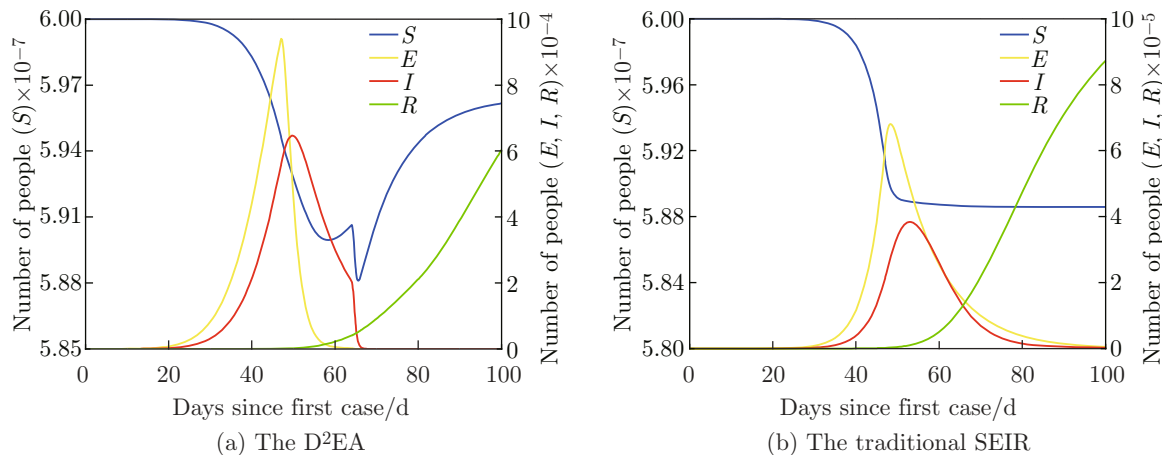 Number of people (S)×10⁻⁷
6.00
5.97
5.94
5.91
5.88
5.85
S
E
I
R
10
8
6
4
2
0
Number of people (E, I, R)×10⁻⁴
0 20 40 60 80 100
Days since first case/d
(a) The D²EA
Number of people (S)×10⁻⁷
6.00
5.96
5.92
5.88
5.84
5.80
S
E
I
R
10
8
6
4
2
0
Number of people (E, I, R)×10⁻⁵
0 20 40 60 80 100
Days since first case/d
(b) The traditional SEIR